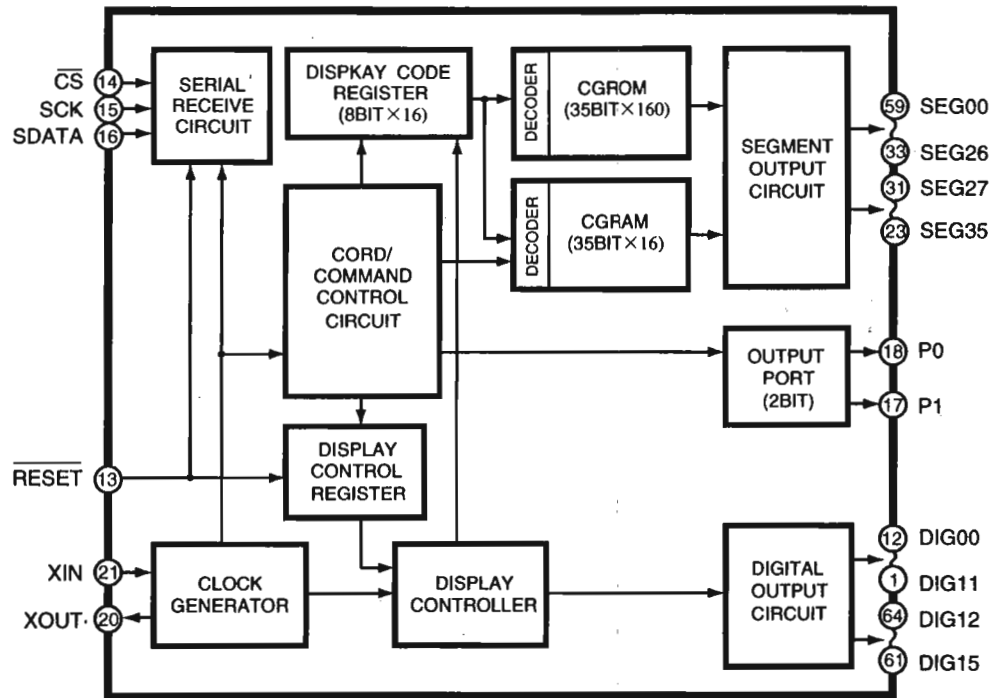 CS
14
SCK
15
SDATA
16
SERIAL
RECEIVE
CIRCUIT
DISPKAY CODE
REGISTER
(8BIT×16)
DECODER
CGROM
(35BIT×160)
DECODER
CGRAM
(35BIT×16)
SEGMENT
OUTPUT
CIRCUIT
59
SEG00
33
SEG26
31
SEG27
23
SEG35
CORD/
COMMAND
CONTROL
CIRCUIT
OUTPUT
PORT
(2BIT)
18
P0
17
P1
RESET
13
DISPLAY
CONTROL
REGISTER
XIN
21
XOUT
20
CLOCK
GENERATOR
DISPLAY
CONTROLLER
DIGITAL
OUTPUT
CIRCUIT
12
DIG00
1
DIG11
64
DIG12
61
DIG15